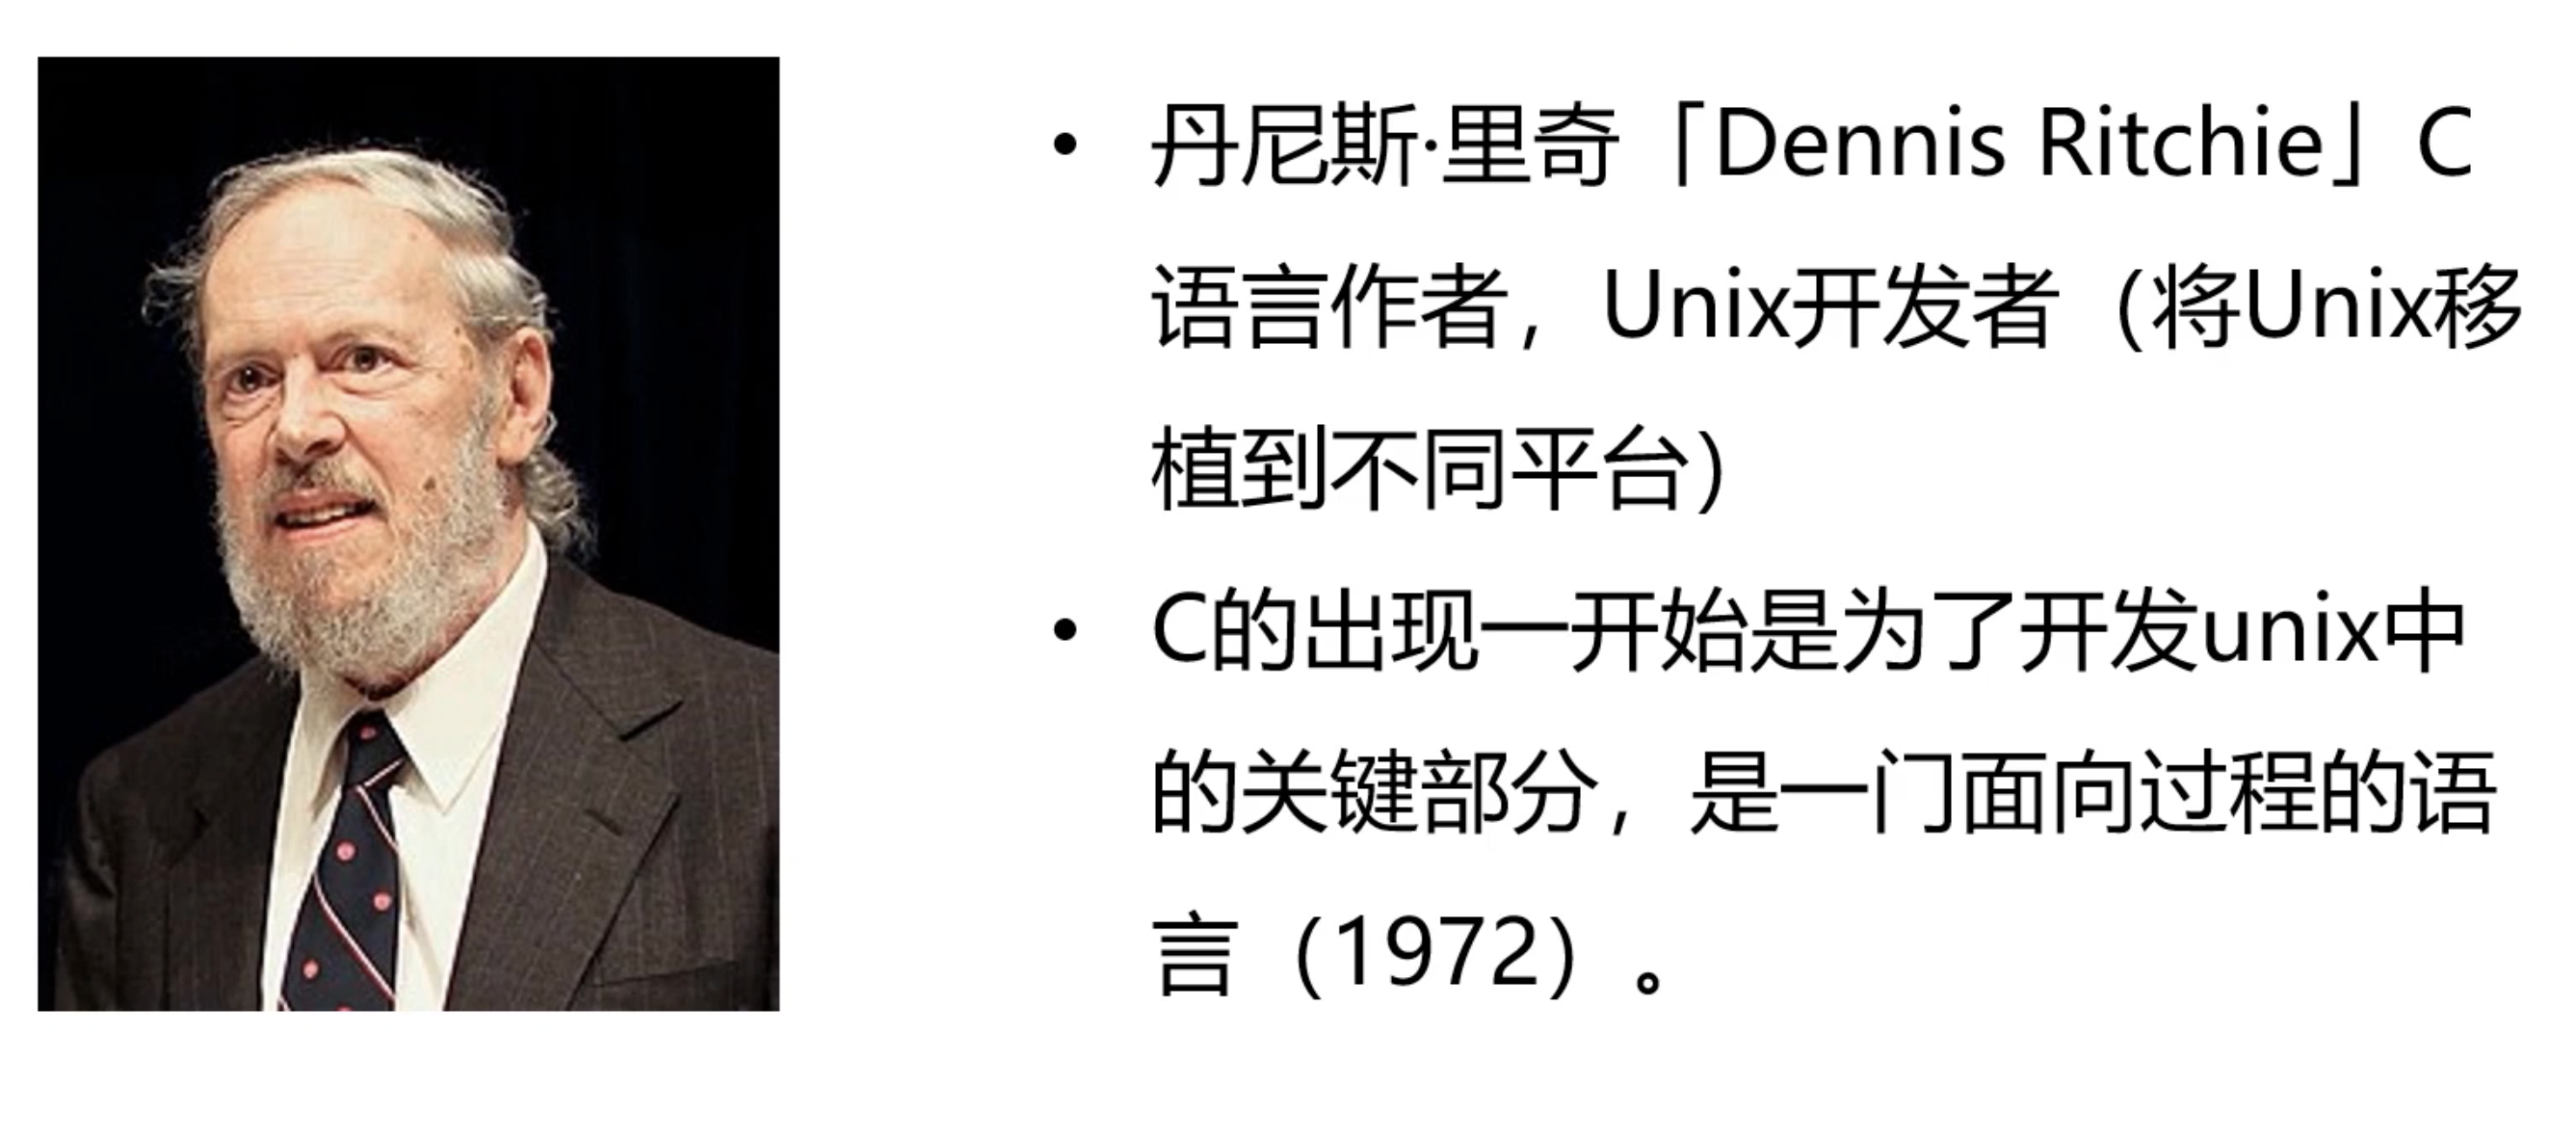 • 丹尼斯·里奇「Dennis Ritchie」C
语言作者，Unix开发者（将Unix移
植到不同平台）
• C的出现一开始是为了开发unix中
的关键部分，是一门面向过程的语
言（1972）。